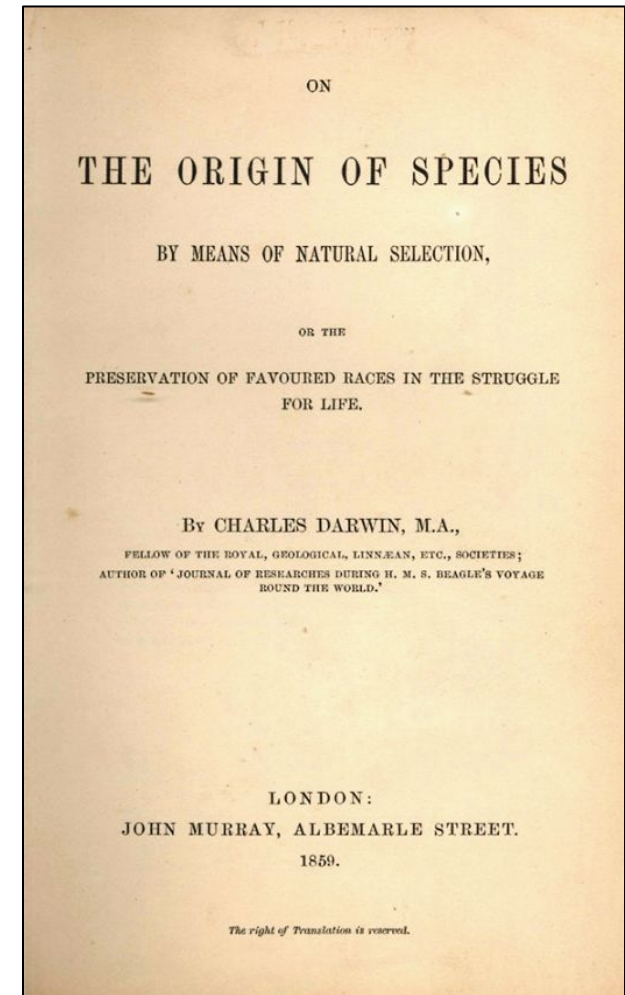 ON
THE ORIGIN OF SPECIES
BY MEANS OF NATURAL SELECTION,
OR THE
PRESERVATION OF FAVOURED RACES IN THE STRUGGLE
FOR LIFE.
By CHARLES DARWIN, M.A.,
FELLOW OF THE ROYAL, GEOLOGICAL, LINNÆAN, ETC., SOCIETIES;
AUTHOR OF ‘JOURNAL OF RESEARCHES DURING H. M. S. BEAGLE’S VOYAGE
ROUND THE WORLD.’
LONDON:
JOHN MURRAY, ALBEMARLE STREET.
1859.
The right of Translation is reserved.